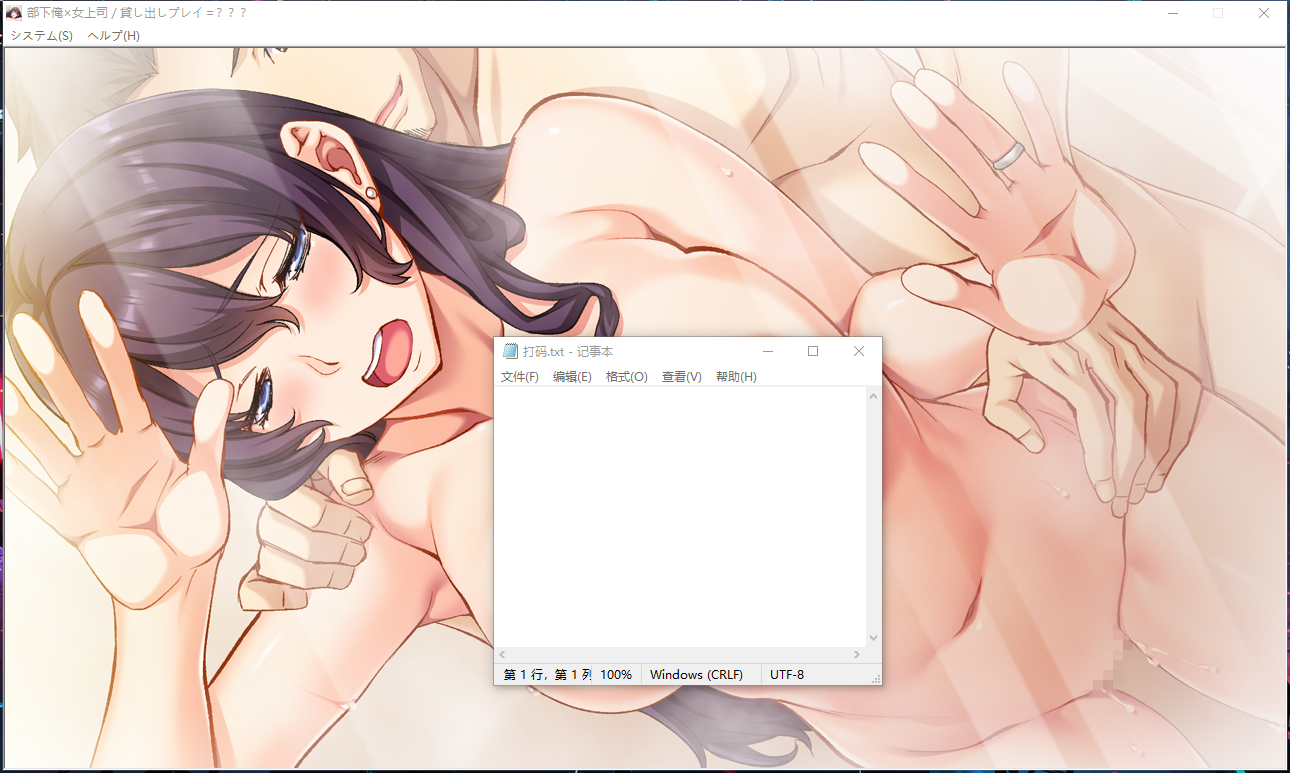 部下俺×女上司 / 貸し出しプレイ =？？？
システム(S) ヘルプ(H)
打码.txt - 记事本
文件(F) 编辑(E) 格式(O) 查看(V) 帮助(H)
第 1 行，第 1 列 100% Windows (CRLF) UTF-8